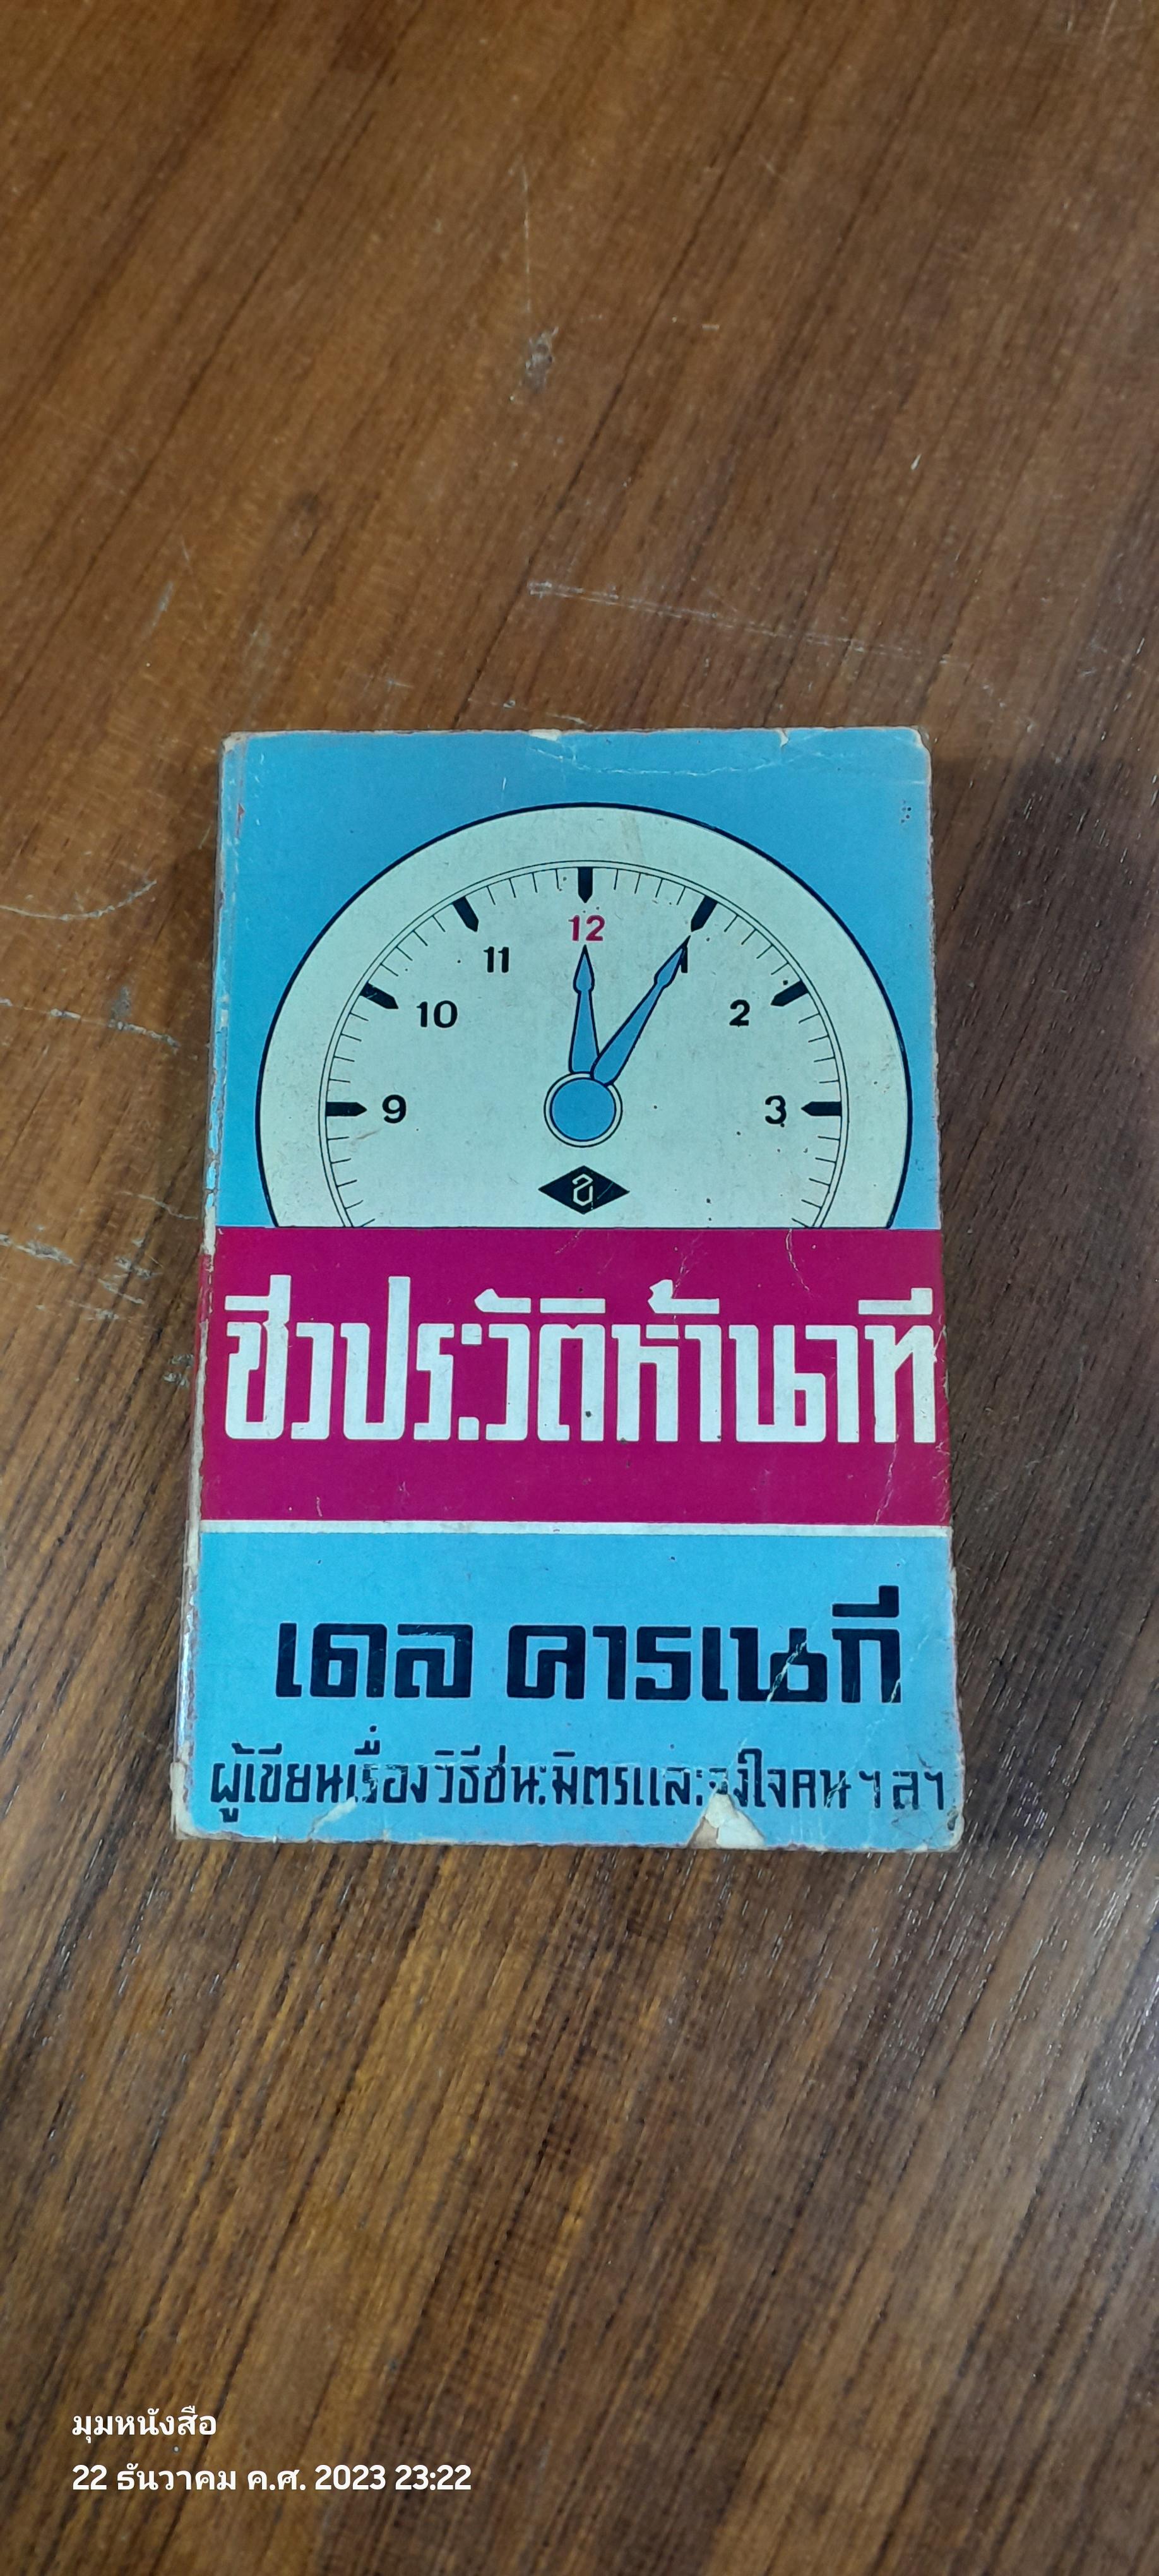 12
11
1
10
2
9
3
ชีวประวัติห้านาที
เดล คารเนกี
ผู้เขียนเรื่องวิธีชนะมิตรและจูงใจคน ฯ ล ฯ
มุมหนังสือ
22 ธันวาคม ค.ศ. 2023 23:22